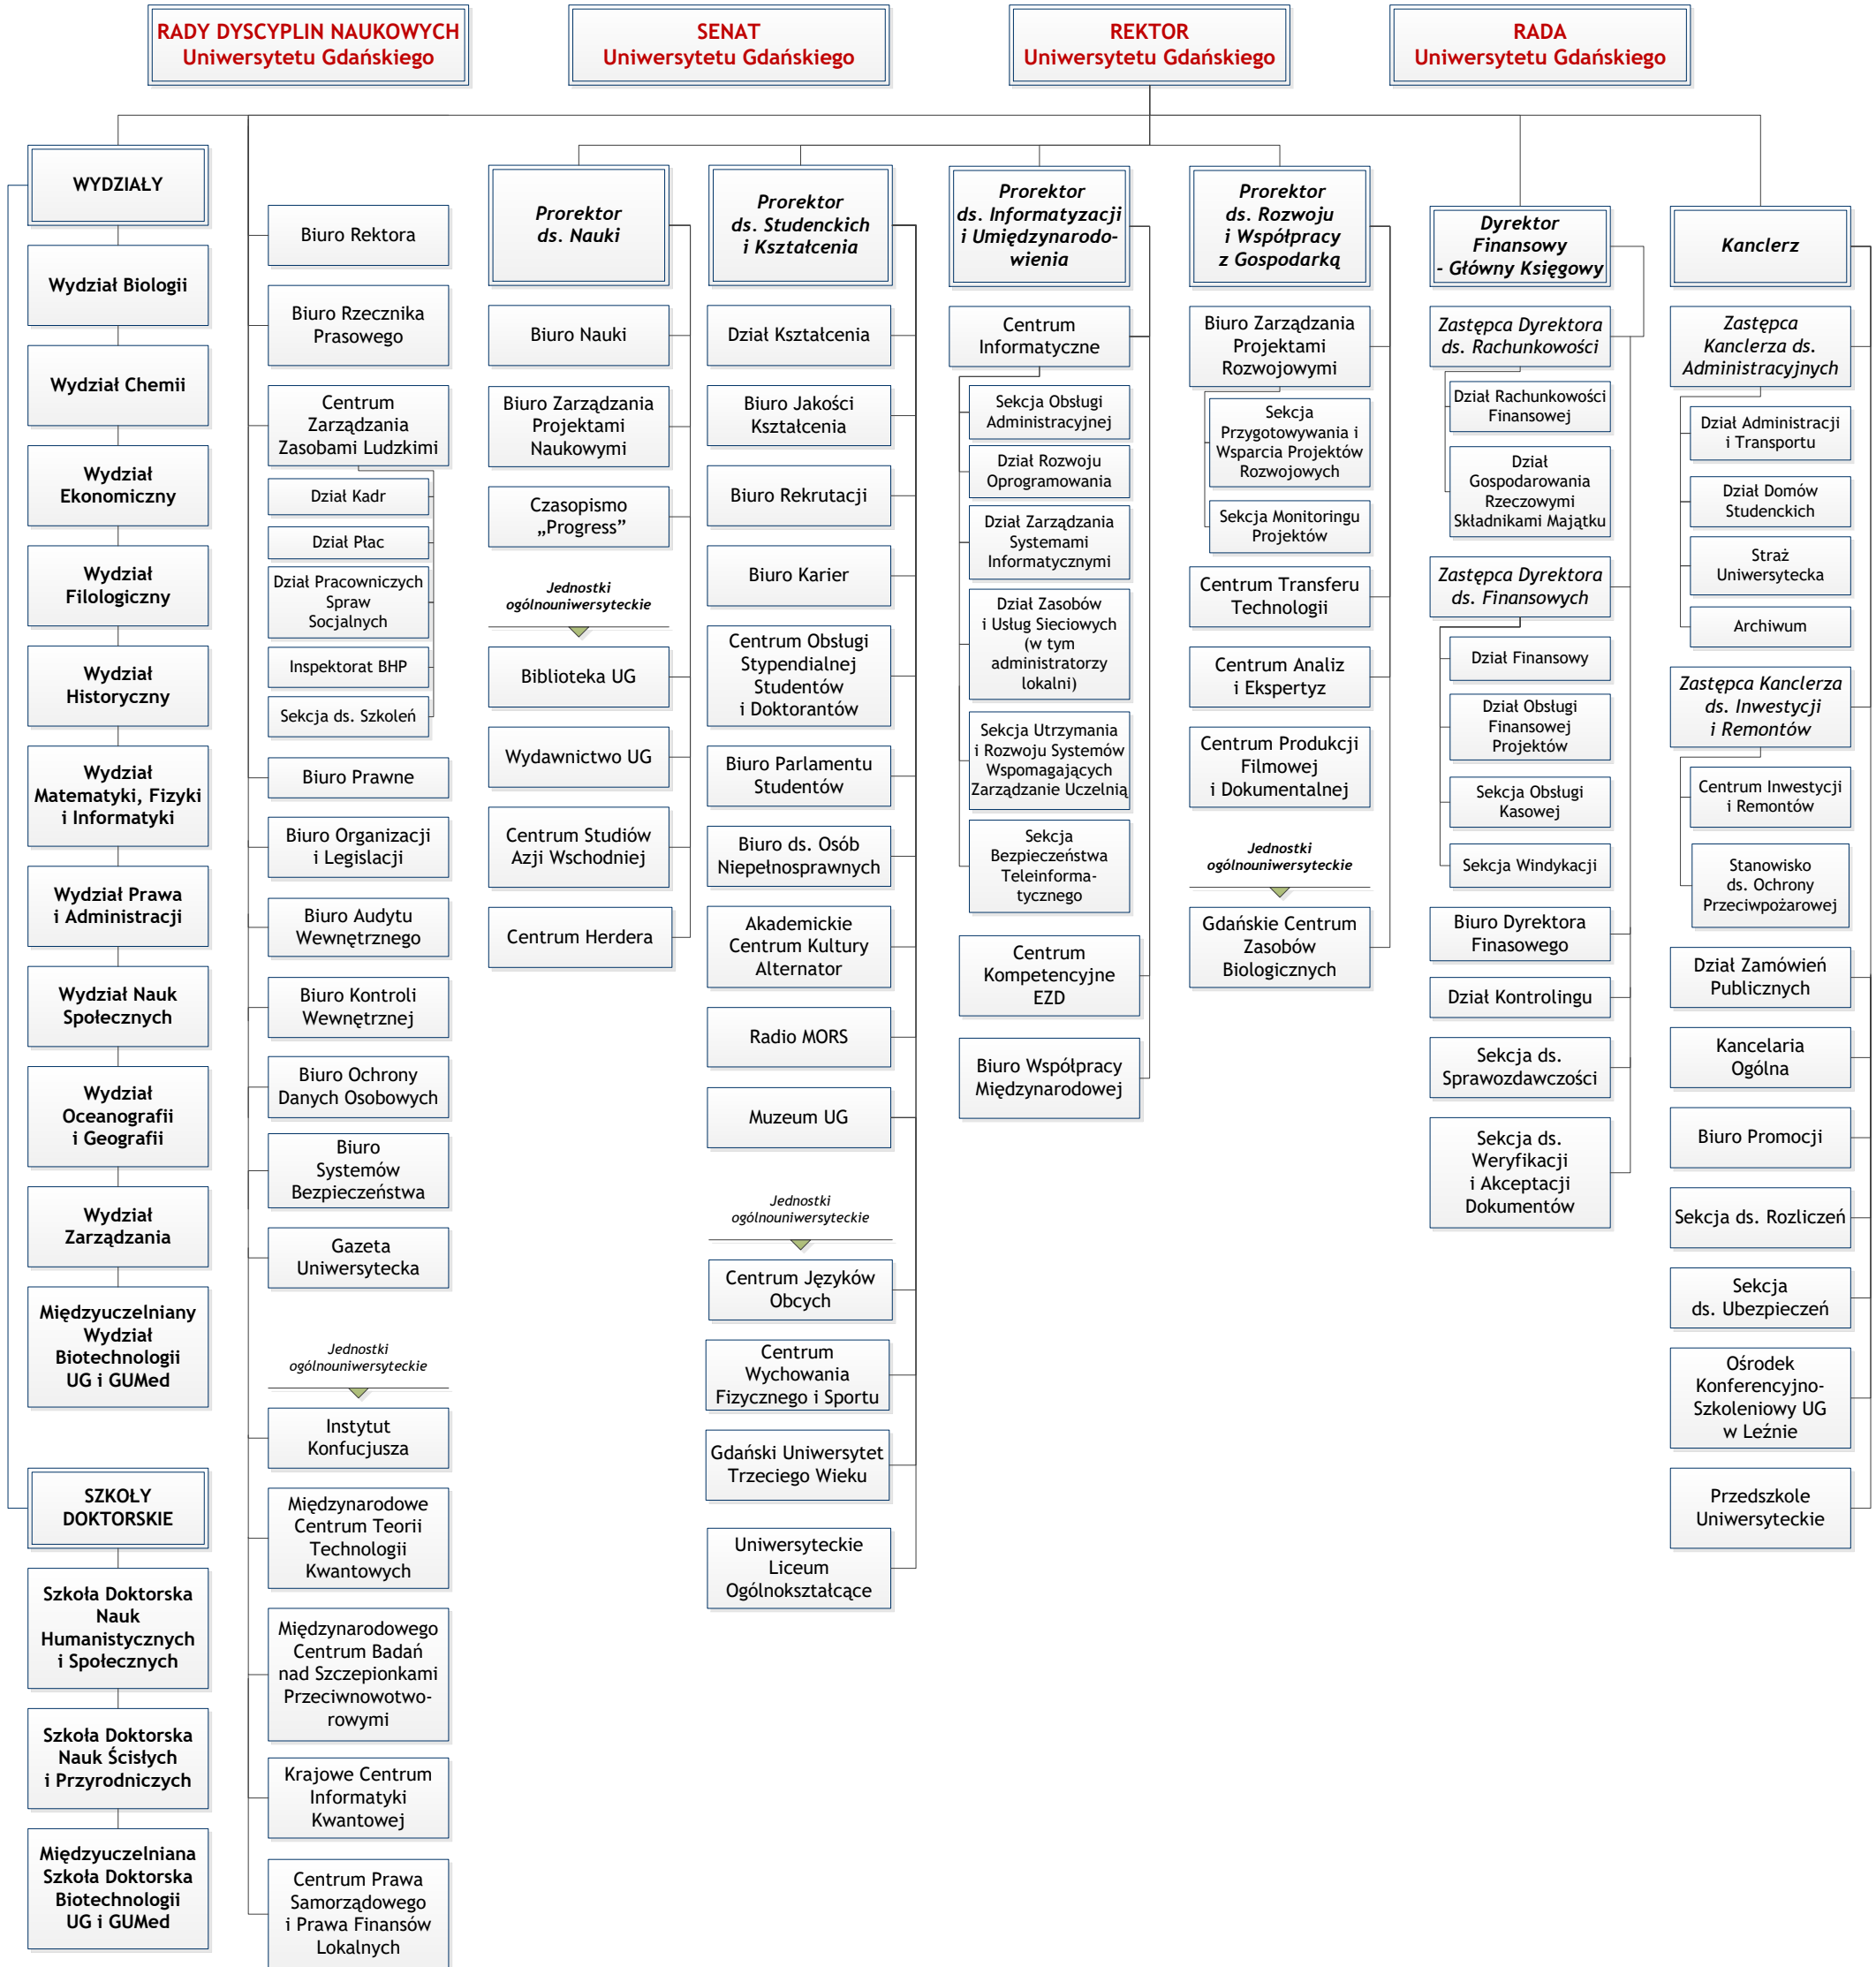 RADY DYSCYPLIN NAUKOWYCH
Uniwersytetu Gdańskiego
SENAT
Uniwersytetu Gdańskiego
REKTOR
Uniwersytetu Gdańskiego
RADA
Uniwersytetu Gdańskiego
WYDZIAŁY
Wydział Biologii
Wydział Chemii
Wydział
Ekonomiczny
Wydział
Filologiczny
Wydział
Historyczny
Wydział
Matematyki, Fizyki
i Informatyki
Wydział Prawa
i Administracji
Wydział Nauk
Społecznych
Wydział
Oceanografii
i Geografii
Wydział
Zarządzania
Międzyuczelniany
Wydział
Biotechnologii
UG i GUMed
SZKOŁY
DOKTORSKIE
Szkoła Doktorska
Nauk
Humanistycznych
i Społecznych
Szkoła Doktorska
Nauk Ścisłych
i Przyrodniczych
Międzyuczelniana
Szkoła Doktorska
Biotechnologii
UG i GUMed
Biuro Rektora
Biuro Rzecznika
Prasowego
Centrum
Zarządzania
Zasobami Ludzkimi
Dział Kadr
Dział Płac
Dział Pracowniczych
Spraw
Socjalnych
Inspektorat BHP
Sekcja ds. Szkoleń
Biuro Prawne
Biuro Organizacji
i Legislacji
Biuro Audytu
Wewnętrznego
Biuro Kontroli
Wewnętrznej
Biuro Ochrony
Danych Osobowych
Biuro
Systemów
Bezpieczeństwa
Gazeta
Uniwersytecka
Jednostki
ogólnouniwersyteckie
Instytut
Konfucjusza
Międzynarodowe
Centrum Teorii
Technologii
Kwantowych
Międzynarodowego
Centrum Badań
nad Szczepionkami
Przeciwnowotwo-
rowymi
Krajowe Centrum
Informatyki
Kwantowej
Centrum Prawa
Samorządowego
i Prawa Finansów
Lokalnych
Prorektor
ds. Nauki
Biuro Nauki
Biuro Zarządzania
Projektami
Naukowymi
Czasopismo
„Progress”
Jednostki
ogólnouniwersyteckie
Biblioteka UG
Wydawnictwo UG
Centrum Studiów
Azji Wschodniej
Centrum Herdera
Prorektor
ds. Studenckich
i Kształcenia
Dział Kształcenia
Biuro Jakości
Kształcenia
Biuro Rekrutacji
Biuro Karier
Centrum Obsługi
Stypendialnej
Studentów
i Doktorantów
Biuro Parlamentu
Studentów
Biuro ds. Osób
Niepełnosprawnych
Akademickie
Centrum Kultury
Alternator
Radio MORS
Muzeum UG
Jednostki
ogólnouniwersyteckie
Centrum Języków
Obcych
Centrum
Wychowania
Fizycznego i Sportu
Gdański Uniwersytet
Trzeciego Wieku
Uniwersyteckie
Liceum
Ogólnokształcące
Prorektor
ds. Informatyzacji
i Umiędzynarodo-
wienia
Centrum
Informatyczne
Sekcja Obsługi
Administracyjnej
Dział Rozwoju
Oprogramowania
Dział Zarządzania
Systemami
Informatycznymi
Dział Zasobów
i Usług Sieciowych
(w tym
administratorzy
lokalni)
Sekcja Utrzymania
i Rozwoju Systemów
Wspomagających
Zarządzanie Uczelnią
Sekcja
Bezpieczeństwa
Teleinforma-
tycznego
Centrum
Kompetencyjne
EZD
Biuro Współpracy
Międzynarodowej
Prorektor
ds. Rozwoju
i Współpracy
z Gospodarką
Biuro Zarządzania
Projektami
Rozwojowymi
Sekcja
Przygotowywania i
Wsparcia Projektów
Rozwojowych
Sekcja Monitoringu
Projektów
Centrum Transferu
Technologii
Centrum Analiz
i Ekspertyz
Centrum Produkcji
Filmowej
i Dokumentalnej
Jednostki
ogólnouniwersyteckie
Gdańskie Centrum
Zasobów
Biologicznych
Dyrektor
Finansowy
- Główny Księgowy
Zastępca Dyrektora
ds. Rachunkowości
Dział Rachunkowości
Finansowej
Dział
Gospodarowania
Rzeczowymi
Składnikami Majątku
Zastępca Dyrektora
ds. Finansowych
Dział Finansowy
Dział Obsługi
Finansowej
Projektów
Sekcja Obsługi
Kasowej
Sekcja Windykacji
Biuro Dyrektora
Finasowego
Dział Kontrolingu
Sekcja ds.
Sprawozdawczości
Sekcja ds.
Weryfikacji
i Akceptacji
Dokumentów
Kanclerz
Zastępca
Kanclerza ds.
Administracyjnych
Dział Administracji
i Transportu
Dział Domów
Studenckich
Straż
Uniwersytecka
Archiwum
Zastępca Kanclerza
ds. Inwestycji
i Remontów
Centrum Inwestycji
i Remontów
Stanowisko
ds. Ochrony
Przeciwpożarowej
Dział Zamówień
Publicznych
Kancelaria
Ogólna
Biuro Promocji
Sekcja ds. Rozliczeń
Sekcja
ds. Ubezpieczeń
Ośrodek
Konferencyjno-
Szkoleniowy UG
w Leźnie
Przedszkole
Uniwersyteckie